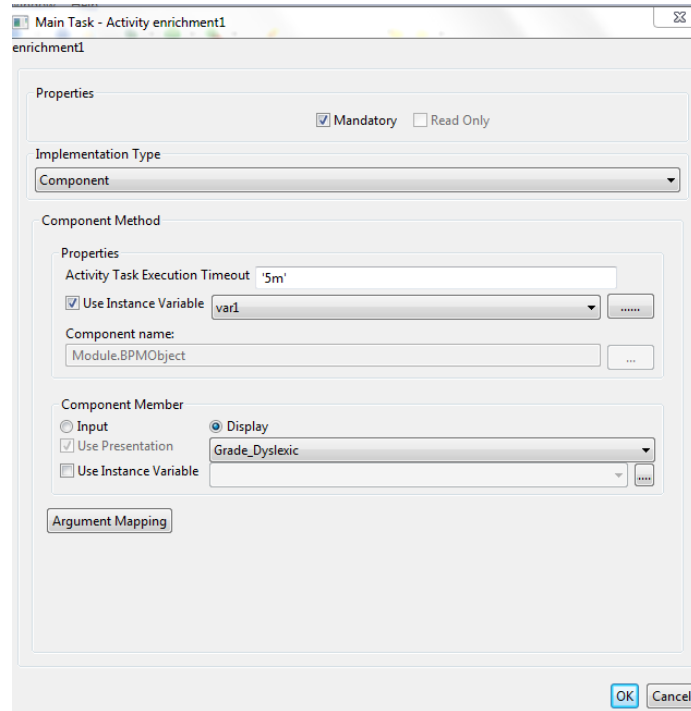 Main Task - Activity enrichment1
enrichment1
Properties
Mandatory Read Only
Implementation Type
Component
Component Method
Properties
Activity Task Execution Timeout '5m'
Use Instance Variable var1 ......
Component name:
Module.BPMObject ...
Component Member
Input Display
Use Presentation Grade_Dyslexic
Use Instance Variable ....
Argument Mapping
OK Cancel